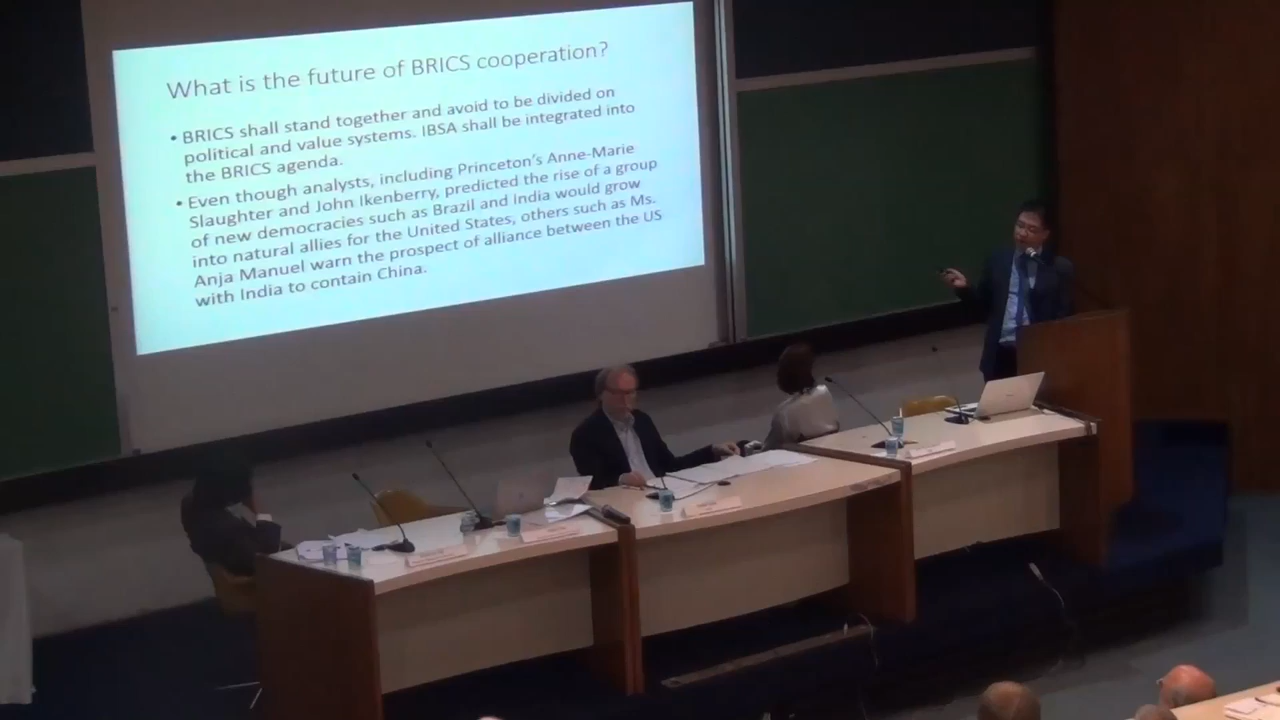 What is the future of BRICS cooperation?
• BRICS shall stand together and avoid to be divided on
political and value systems. IBSA shall be integrated into
the BRICS agenda.
• Even though analysts, including Princeton's Anne-Marie
Slaughter and John Ikenberry, predicted the rise of a group
of new democracies such as Brazil and India would grow
into natural allies for the United States, others such as Ms.
Anja Manuel warn the prospect of alliance between the US
with India to contain China.